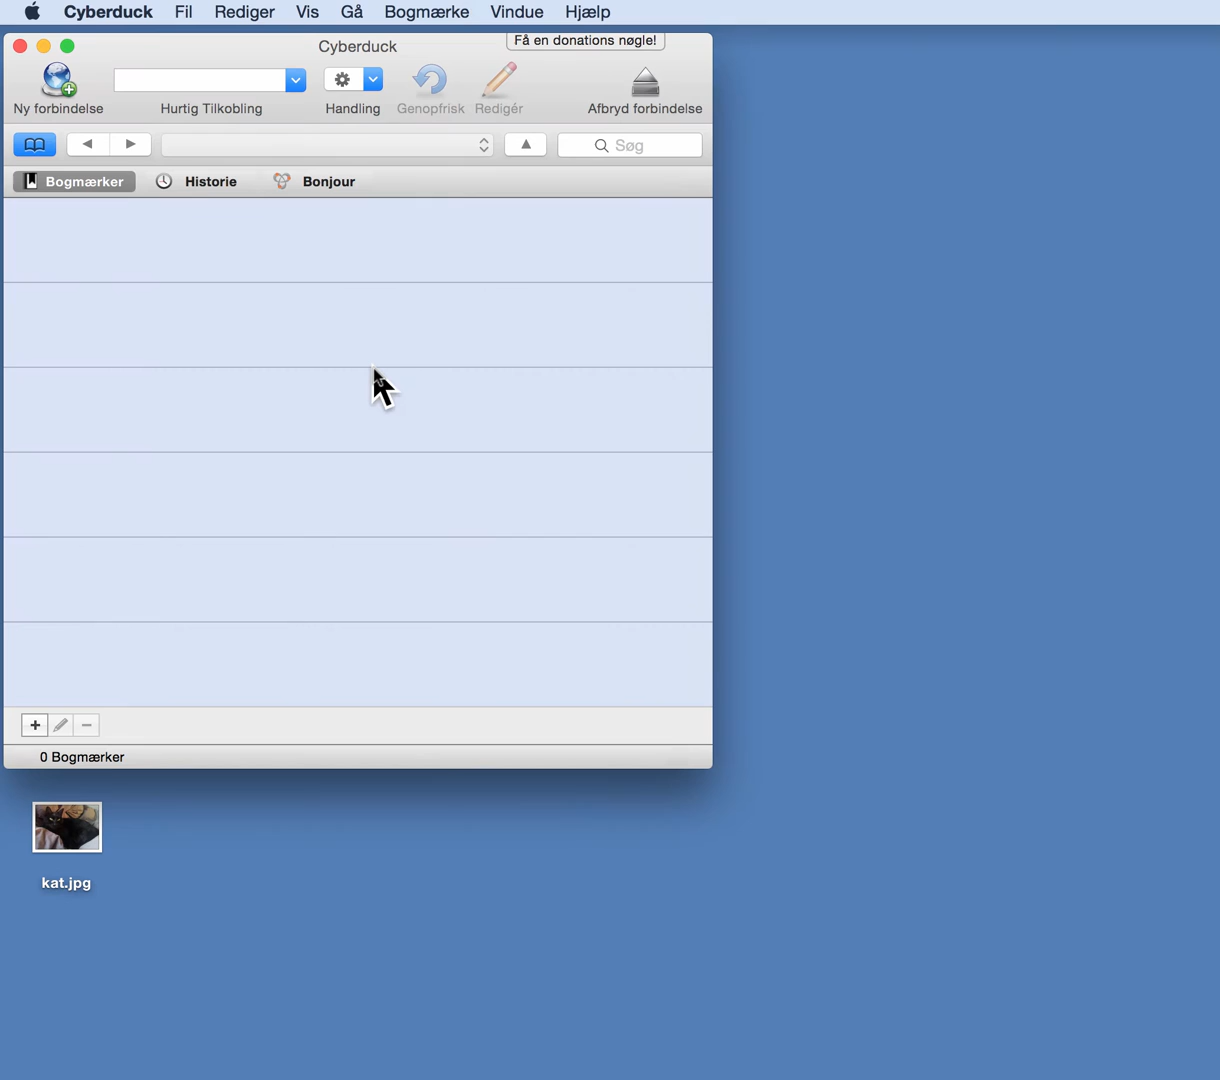 Cyberduck Fil Rediger Vis Gå Bogmærke Vindue Hjælp
Cyberduck
Få en donations nøgle!
Ny forbindelse Hurtig Tilkobling Handling Genopfrisk Redigér Afbryd forbindelse
Søg
Bogmærker Historie Bonjour
0 Bogmærker
kat.jpg